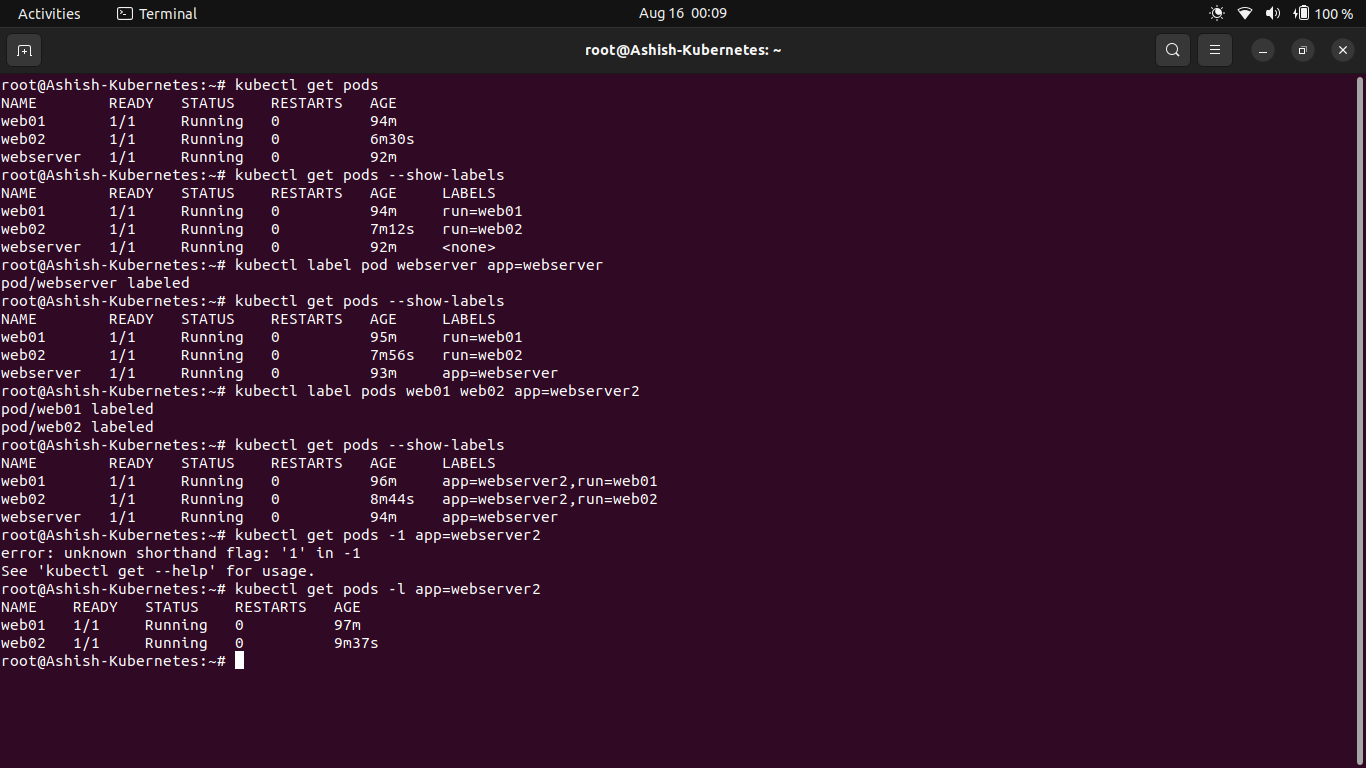 Activities Terminal Aug 16 00:09 100 %
root@Ashish-Kubernetes: ~
root@Ashish-Kubernetes:~# kubectl get pods
NAME        READY   STATUS    RESTARTS   AGE
web01       1/1     Running   0          94m
web02       1/1     Running   0          6m30s
webserver   1/1     Running   0          92m
root@Ashish-Kubernetes:~# kubectl get pods --show-labels
NAME        READY   STATUS    RESTARTS   AGE     LABELS
web01       1/1     Running   0          94m     run=web01
web02       1/1     Running   0          7m12s   run=web02
webserver   1/1     Running   0          92m     <none>
root@Ashish-Kubernetes:~# kubectl label pod webserver app=webserver
pod/webserver labeled
root@Ashish-Kubernetes:~# kubectl get pods --show-labels
NAME        READY   STATUS    RESTARTS   AGE     LABELS
web01       1/1     Running   0          95m     run=web01
web02       1/1     Running   0          7m56s   run=web02
webserver   1/1     Running   0          93m     app=webserver
root@Ashish-Kubernetes:~# kubectl label pods web01 web02 app=webserver2
pod/web01 labeled
pod/web02 labeled
root@Ashish-Kubernetes:~# kubectl get pods --show-labels
NAME        READY   STATUS    RESTARTS   AGE     LABELS
web01       1/1     Running   0          96m     app=webserver2,run=web01
web02       1/1     Running   0          8m44s   app=webserver2,run=web02
webserver   1/1     Running   0          94m     app=webserver
root@Ashish-Kubernetes:~# kubectl get pods -1 app=webserver2
error: unknown shorthand flag: '1' in -1
See 'kubectl get --help' for usage.
root@Ashish-Kubernetes:~# kubectl get pods -l app=webserver2
NAME    READY   STATUS    RESTARTS   AGE
web01   1/1     Running   0          97m
web02   1/1     Running   0          9m37s
root@Ashish-Kubernetes:~#